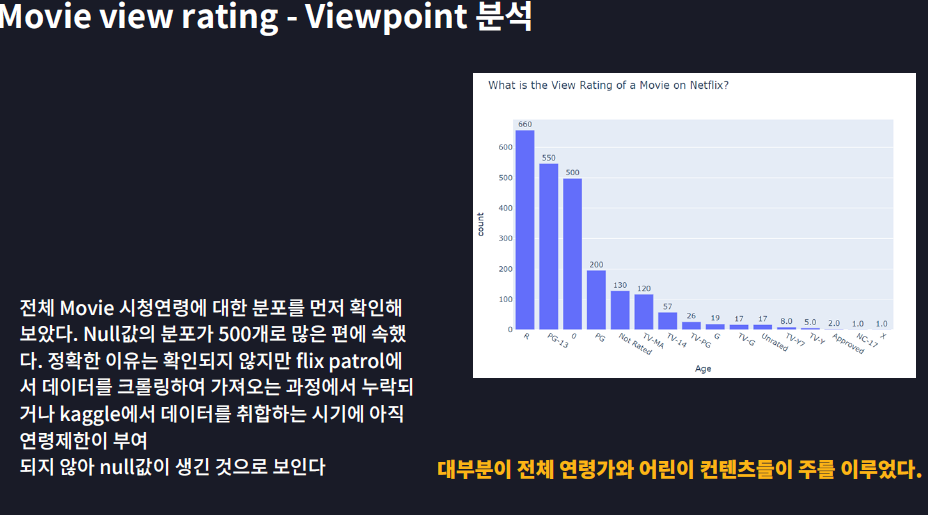 Movie view rating - Viewpoint 분석
What is the View Rating of a Movie on Netflix?
660
550
500
200
130
120
57
26
19
17
17
8.0
5.0
2.0
1.0
1.0
600
500
400
300
200
100
0
count
R
PG-13
0
PG
Not Rated
TV-MA
TV-14
TV-PG
G
TV-G
Unrated
TV-Y7
TV-Y
Approved
NC-17
X
Age
전체 Movie 시청연령에 대한 분포를 먼저 확인해
보았다. Null값의 분포가 500개로 많은 편에 속했
다. 정확한 이유는 확인되지 않지만 flix patrol에
서 데이터를 크롤링하여 가져오는 과정에서 누락되
거나 kaggle에서 데이터를 취합하는 시기에 아직
연령제한이 부여
되지 않아 null값이 생긴 것으로 보인다
대부분이 전체 연령가와 어린이 컨텐츠들이 주를 이루었다.